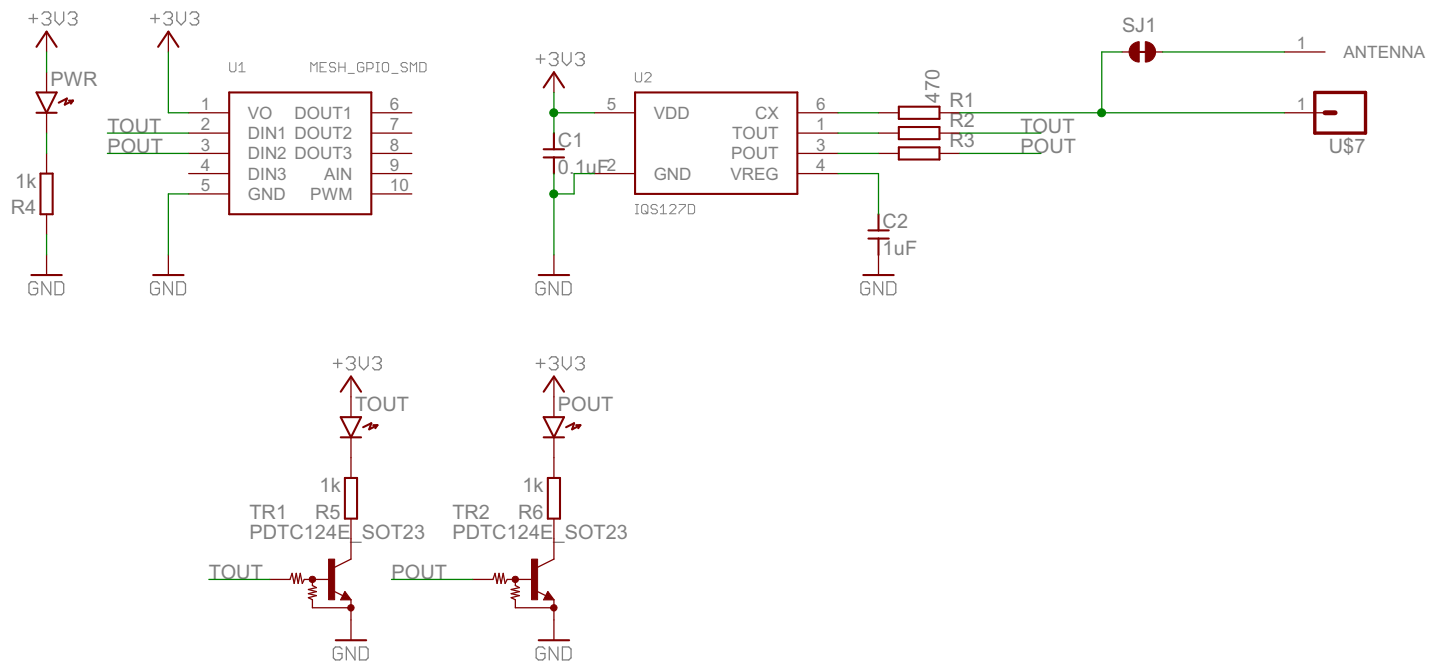 +3V3
PWR
1k
R4
GND
+3V3
U1
MESH_GPIO_SMD
1 VO DOUT1 6
TOUT 2 DIN1 DOUT2 7
POUT 3 DIN2 DOUT3 8
4 DIN3 AIN 9
5 GND PWM 10
GND
+3V3
U2
5 VDD CX 6
TOUT 1
POUT 3
2 GND VREG 4
IQS127D
C1
0.1uF
GND
470
R1
R2
R3
TOUT
POUT
C2
1uF
GND
SJ1
1 ANTENNA
1
U$7
+3V3
TOUT
1k
TR1 R5
PDTC124E_SOT23
TOUT
GND
+3V3
POUT
1k
TR2 R6
PDTC124E_SOT23
POUT
GND